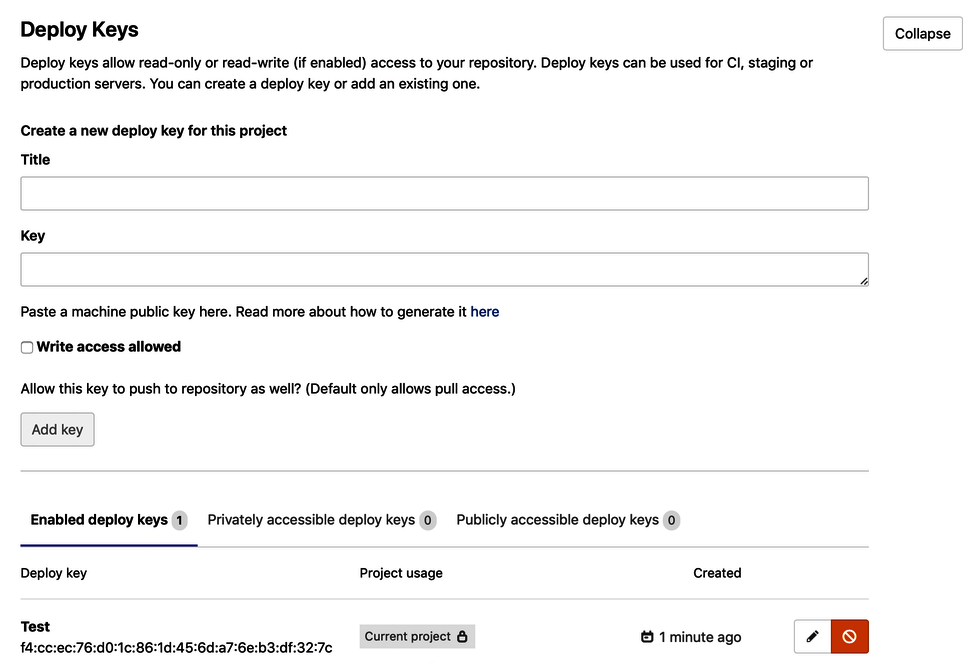 Deploy Keys
Collapse
Deploy keys allow read-only or read-write (if enabled) access to your repository. Deploy keys can be used for CI, staging or
production servers. You can create a deploy key or add an existing one.
Create a new deploy key for this project
Title
Key
Paste a machine public key here. Read more about how to generate it here
Write access allowed
Allow this key to push to repository as well? (Default only allows pull access.)
Add key
Enabled deploy keys 1 Privately accessible deploy keys 0 Publicly accessible deploy keys 0
Deploy key Project usage Created
Test
Current project 1 minute ago
f4:cc:ec:76:d0:1c:86:1d:45:6d:a7:6e:b3:df:32:7c